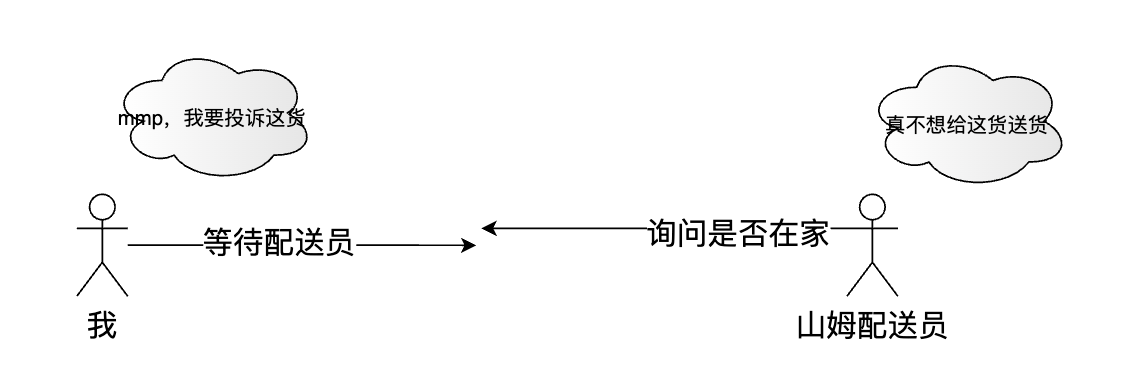 mmp，我要投诉这货
真不想给这货送货
等待配送员
询问是否在家
我
山姆配送员